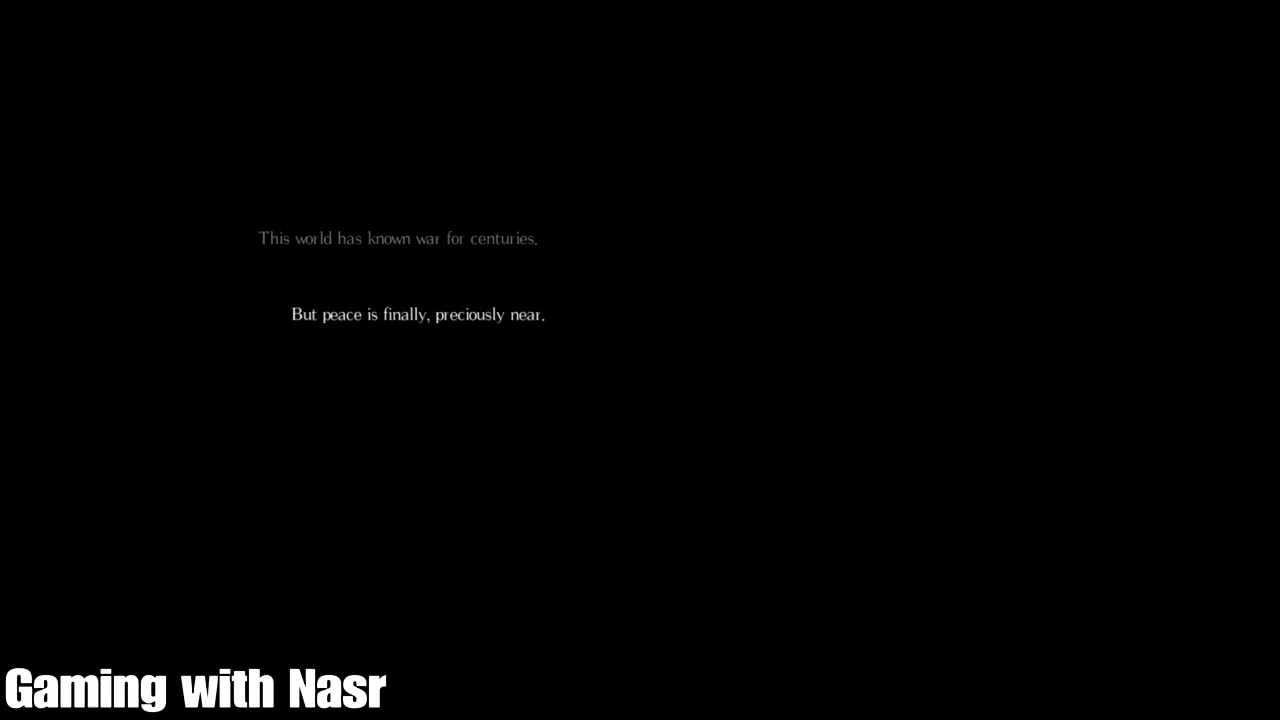 This world has known war for centuries.
But peace is finally, preciously near.
Gaming with Nasr